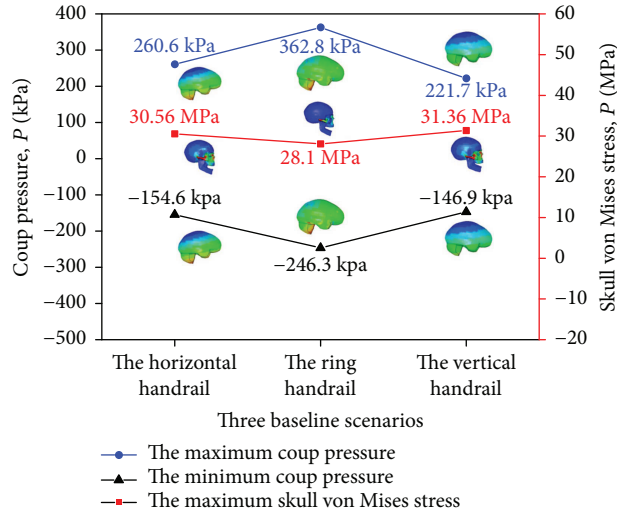 400
300
200
100
0
−100
−200
−300
−400
−500
Coup pressure, P (kPa)
60
50
40
30
20
10
0
−10
−20
Skull von Mises stress, P (MPa)
260.6 kPa
362.8 kPa
221.7 kPa
30.56 MPa
28.1 MPa
31.36 MPa
−154.6 kpa
−246.3 kpa
−146.9 kpa
The horizontal
handrail
The ring
handrail
The vertical
handrail
Three baseline scenarios
The maximum coup pressure
The minimum coup pressure
The maximum skull von Mises stress